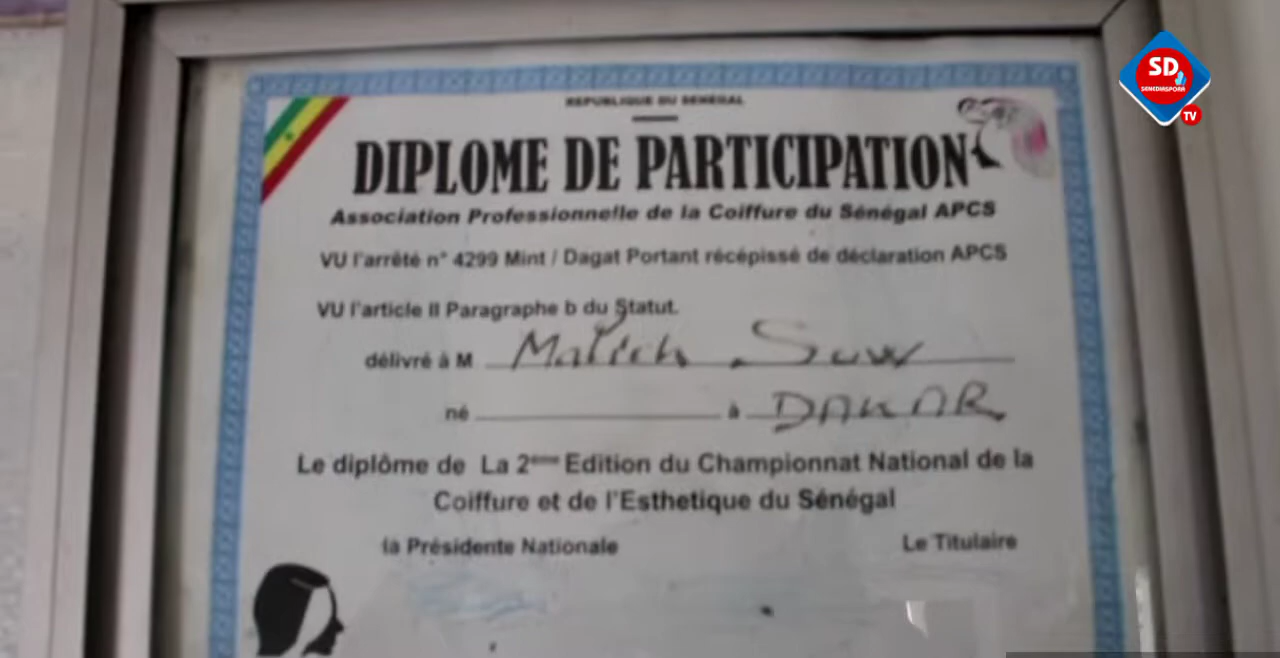 SD
SENEDIASPORA
TV
REPUBLIQUE DU SENEGAL
DIPLOME DE PARTICIPATION
Association Professionnelle de la Coiffure du Sénégal APCS
VU l'arrêté n° 4299 Mint / Dagat Portant récépissé de déclaration APCS
VU l'article II Paragraphe b du Statut.
délivré à M Malick
né à DAKAR
Le diplôme de La 2ème Edition du Championnat National de la
Coiffure et de l'Esthetique du Sénégal
la Présidente Nationale Le Titulaire